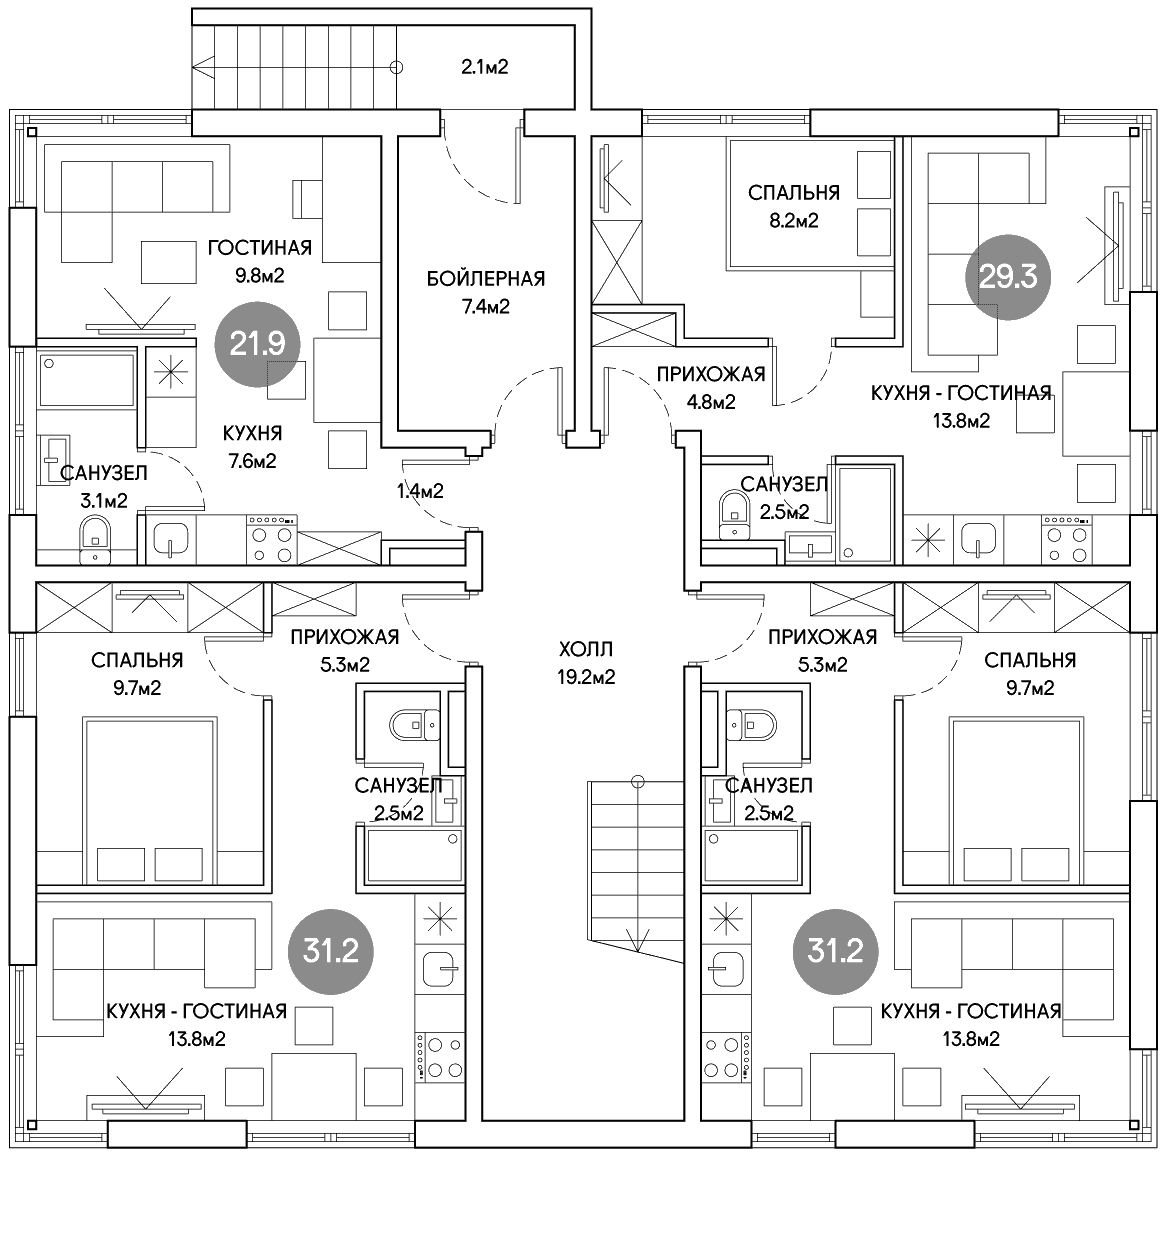 2.1м2
СПАЛЬНЯ
8.2м2
ГОСТИНАЯ
9.8м2
БОЙЛЕРНАЯ
7.4м2
29.3
21.9
ПРИХОЖАЯ
4.8м2
КУХНЯ - ГОСТИНАЯ
13.8м2
КУХНЯ
7.6м2
САНУЗЕЛ
3.1м2
1.4м2
САНУЗЕЛ
2.5м2
ПРИХОЖАЯ
5.3м2
ХОЛЛ
19.2м2
ПРИХОЖАЯ
5.3м2
СПАЛЬНЯ
9.7м2
СПАЛЬНЯ
9.7м2
САНУЗЕЛ
2.5м2
САНУЗЕЛ
2.5м2
31.2
31.2
КУХНЯ - ГОСТИНАЯ
13.8м2
КУХНЯ - ГОСТИНАЯ
13.8м2